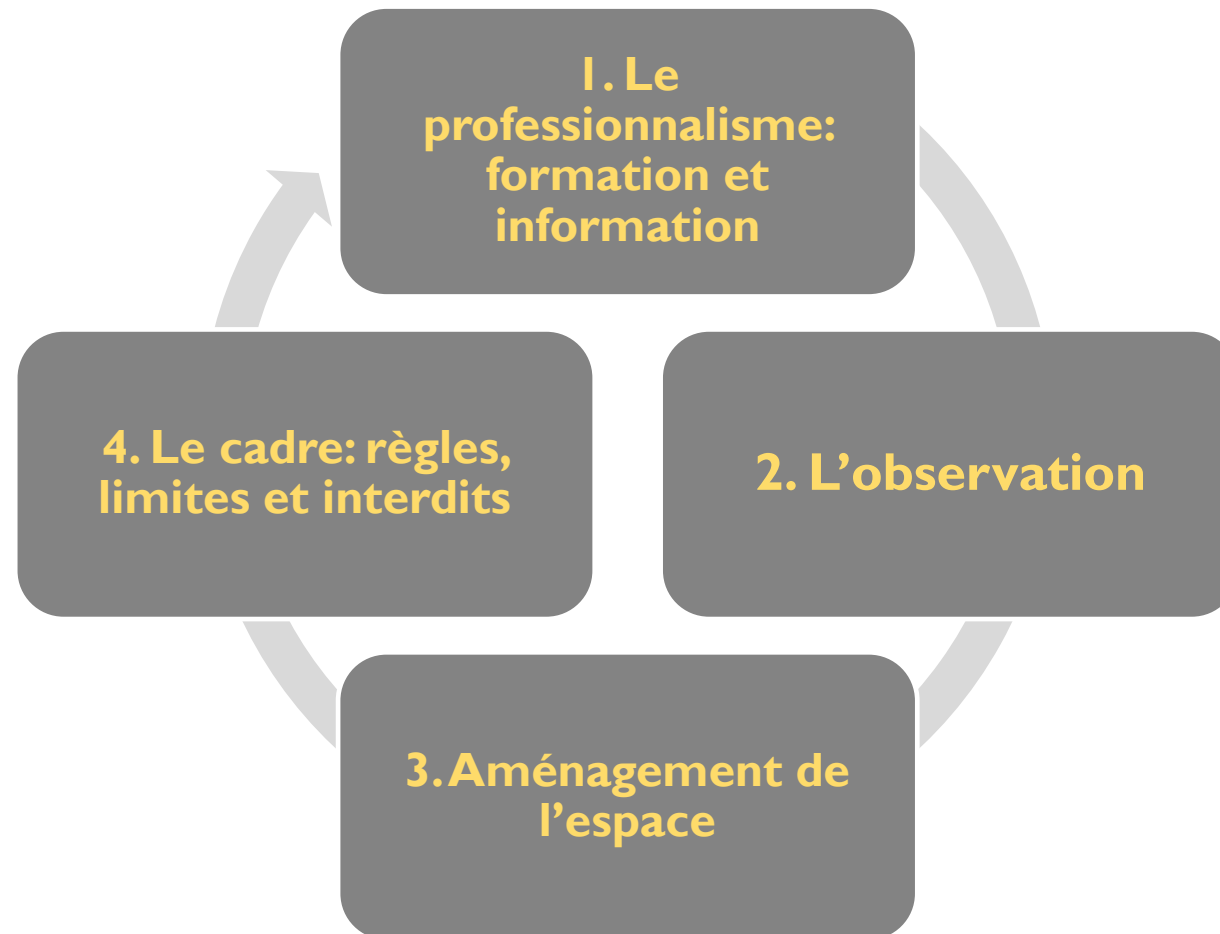 1. Le
professionnalisme:
formation et
information
2. L’observation
3. Aménagement de
l’espace
4. Le cadre: règles,
limites et interdits